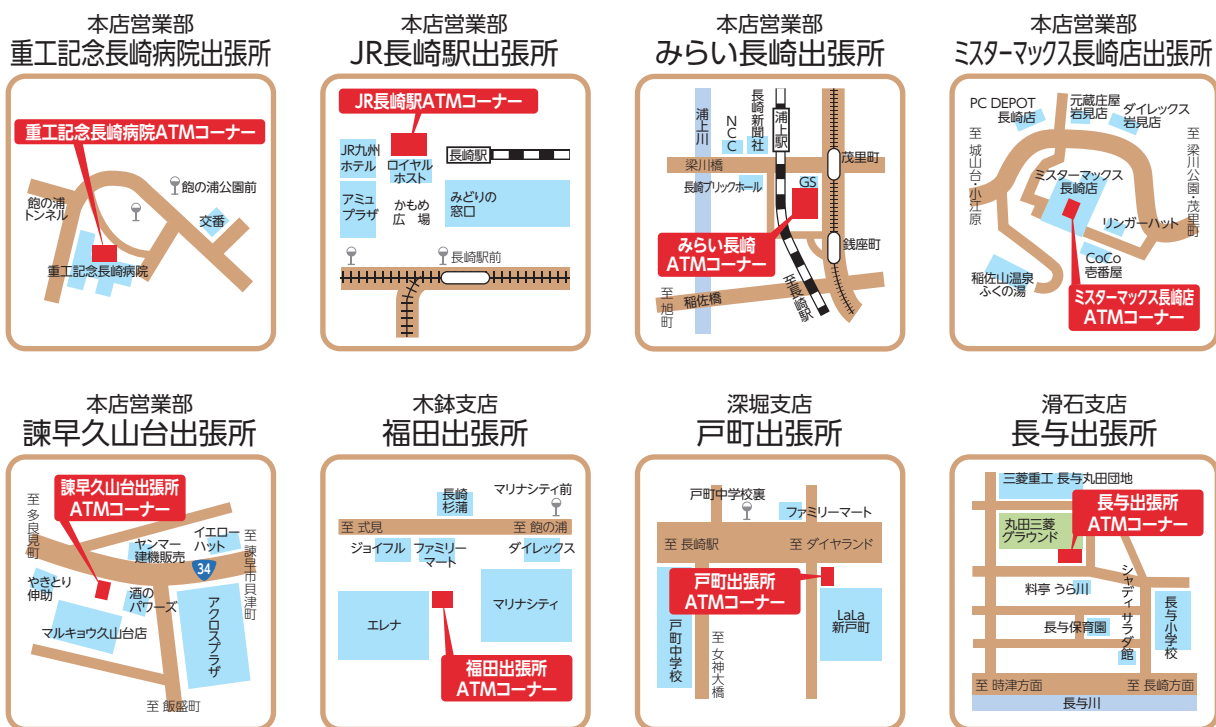 本店営業部
重工記念長崎病院出張所
重工記念長崎病院ATMコーナー
飽の浦公園前
飽の浦
トンネル
交番
重工記念長崎病院
本店営業部
JR長崎駅出張所
JR長崎駅ATMコーナー
JR九州
ホテル
ロイヤル
ホスト
長崎駅
アミュ
プラザ
かもめ
広場
みどりの
窓口
長崎駅前
本店営業部
みらい長崎出張所
浦上川
NCC
長崎新聞社
浦上駅
梁川橋
茂里町
長崎ブリックホール
GS
みらい長崎
ATMコーナー
銭座町
至 旭町
稲佐橋
至長崎駅
本店営業部
ミスターマックス長崎店出張所
PC DEPOT
長崎店
元蔵庄屋
岩見店
ダイレックス
岩見店
至 城山台・小江原
至 梁川公園・茂里町
ミスターマックス
長崎店
リンガーハット
CoCo
壱番屋
稲佐山温泉
ふくの湯
ミスターマックス長崎店
ATMコーナー
本店営業部
諫早久山台出張所
諫早久山台出張所
ATMコーナー
至 多良見町
ヤンマー
建機販売
イエロー
ハット
34
至 諫早市貝津町
やきとり
伸助
酒の
パワーズ
マルキョウ久山台店
アクロスプラザ
至 飯盛町
木鉢支店
福田出張所
長崎
杉蒲
マリナシティ前
至 式見
至 飽の浦
ジョイフル
ファミリー
マート
ダイレックス
エレナ
マリナシティ
福田出張所
ATMコーナー
深堀支店
戸町出張所
戸町中学校裏
ファミリーマート
至 長崎駅
至 ダイヤランド
戸町出張所
ATMコーナー
戸町中学校
至 女神大橋
LaLa
新戸町
滑石支店
長与出張所
三菱重工 長与丸田団地
丸田三菱
グラウンド
長与出張所
ATMコーナー
料亭 うら川
シャディ サラダ館
長与保育園
長与小学校
至 時津方面
至 長崎方面
長与川